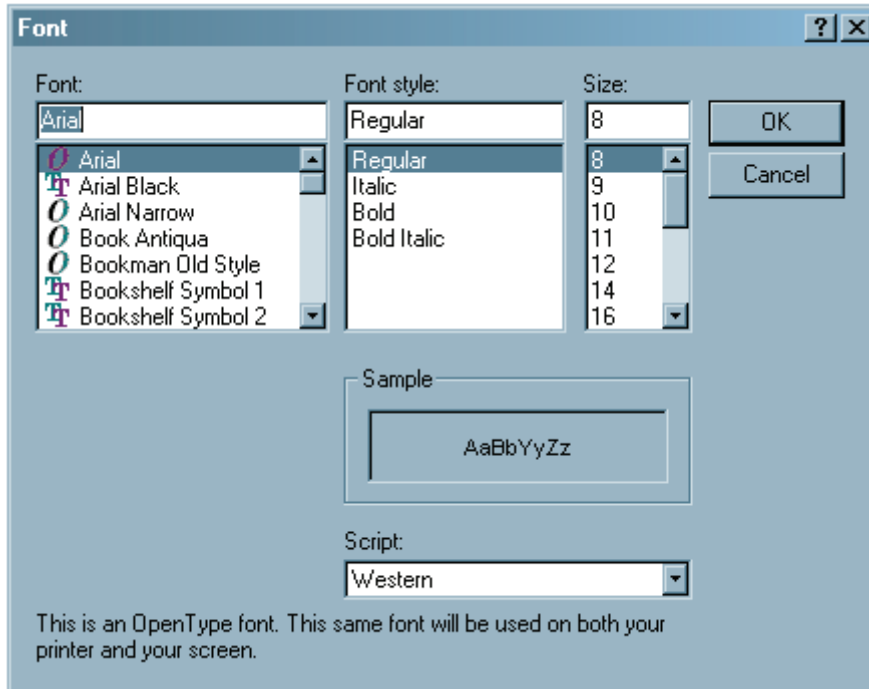 Font
Font:
Arial
Arial
Arial Black
Arial Narrow
Book Antiqua
Bookman Old Style
Bookshelf Symbol 1
Bookshelf Symbol 2
Font style:
Regular
Regular
Italic
Bold
Bold Italic
Size:
8
8
9
10
11
12
14
16
OK
Cancel
Sample
AaBbYyZz
Script:
Western
This is an OpenType font. This same font will be used on both your
printer and your screen.